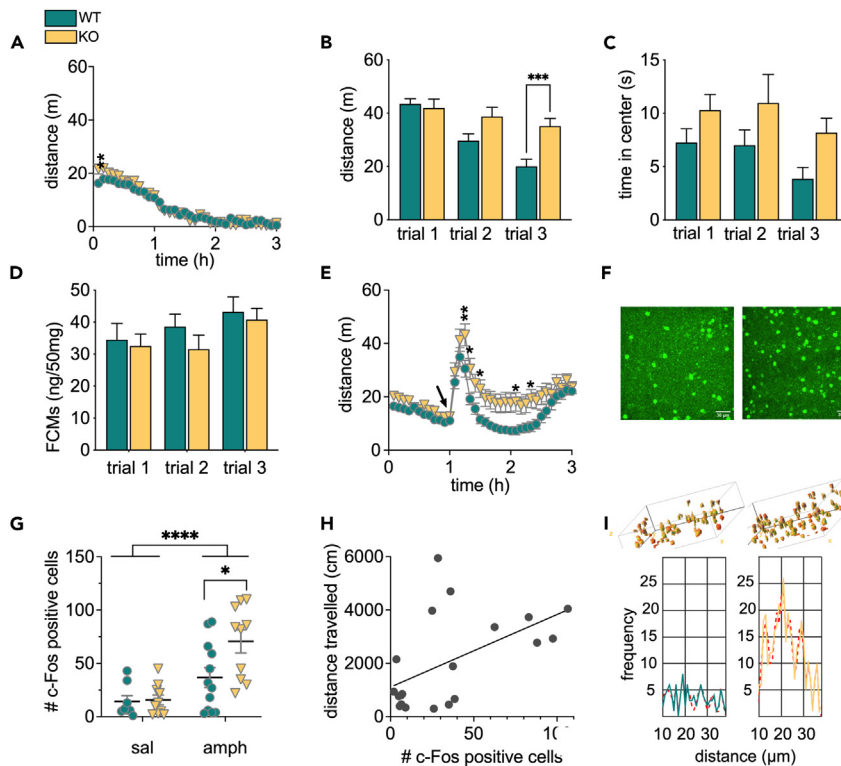 WT
KO
A
B
C
60
40
20
0
distance (m)
**
0
1
2
3
time (h)
60
40
20
0
distance (m)
***
trial 1
trial 2
trial 3
15
10
5
0
time in center (s)
trial 1
trial 2
trial 3
D
E
F
50
40
30
20
10
0
FCMs (ng/50mg)
trial 1
trial 2
trial 3
60
40
20
0
distance (m)
**
*
*
*
*
0
1
2
3
time (h)
G
H
I
150
100
50
25
0
# c-Fos positive cells
****
*
sal
amph
6000
4000
2000
0
distance travelled (cm)
0
50
# c-Fos positive cells
25
20
15
10
5
frequency
10
20
30
25
20
15
10
5
10
20
30
distance (µm)